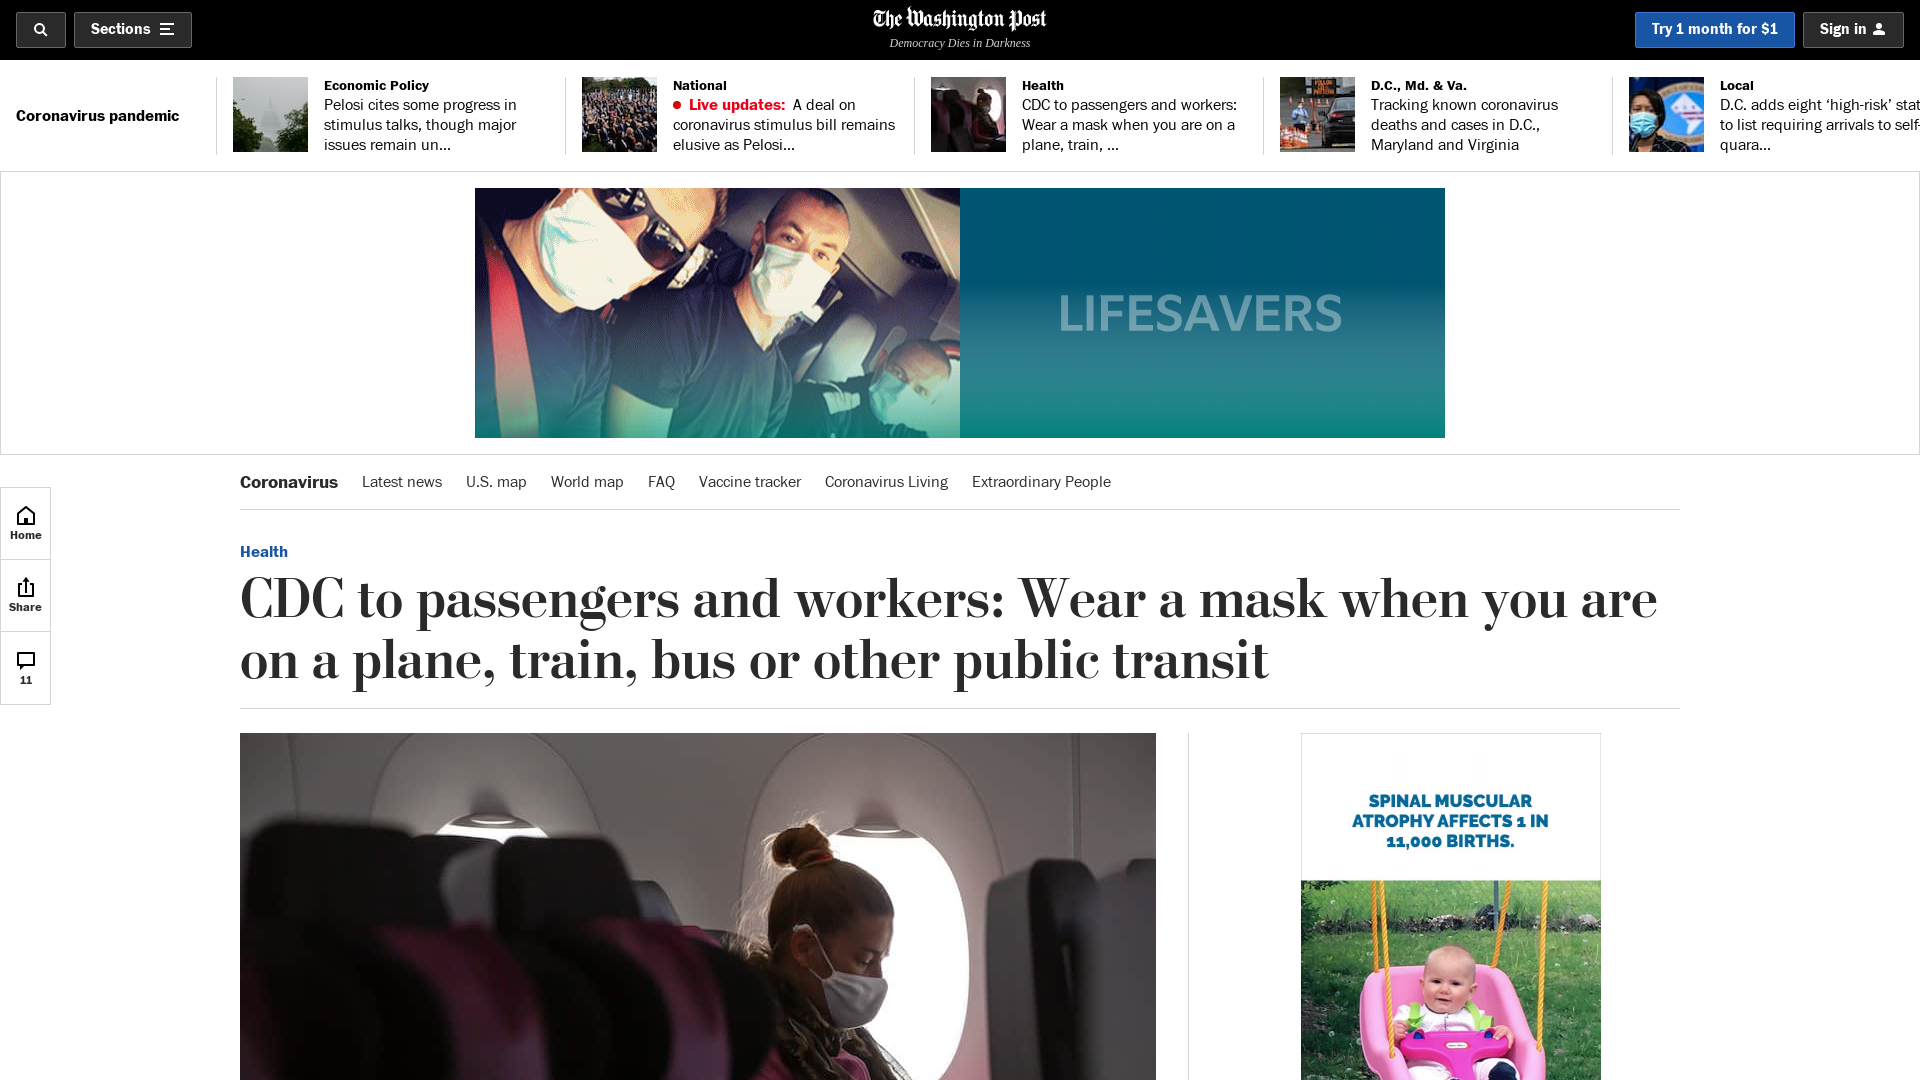 Sections
The Washington Post
Democracy Dies in Darkness
Try 1 month for $1
Sign in
Coronavirus pandemic
Economic Policy
Pelosi cites some progress in
stimulus talks, though major
issues remain un...
National
Live updates: A deal on
coronavirus stimulus bill remains
elusive as Pelosi...
Health
CDC to passengers and workers:
Wear a mask when you are on a
plane, train, ...
D.C., Md. & Va.
Tracking known coronavirus
deaths and cases in D.C.,
Maryland and Virginia
Local
D.C. adds eight ‘high-risk’ stat
to list requiring arrivals to self-
quara...
LIFESAVERS
Coronavirus
Latest news
U.S. map
World map
FAQ
Vaccine tracker
Coronavirus Living
Extraordinary People
Home
Share
11
Health
CDC to passengers and workers: Wear a mask when you are
on a plane, train, bus or other public transit
SPINAL MUSCULAR
ATROPHY AFFECTS 1 IN
11,000 BIRTHS.